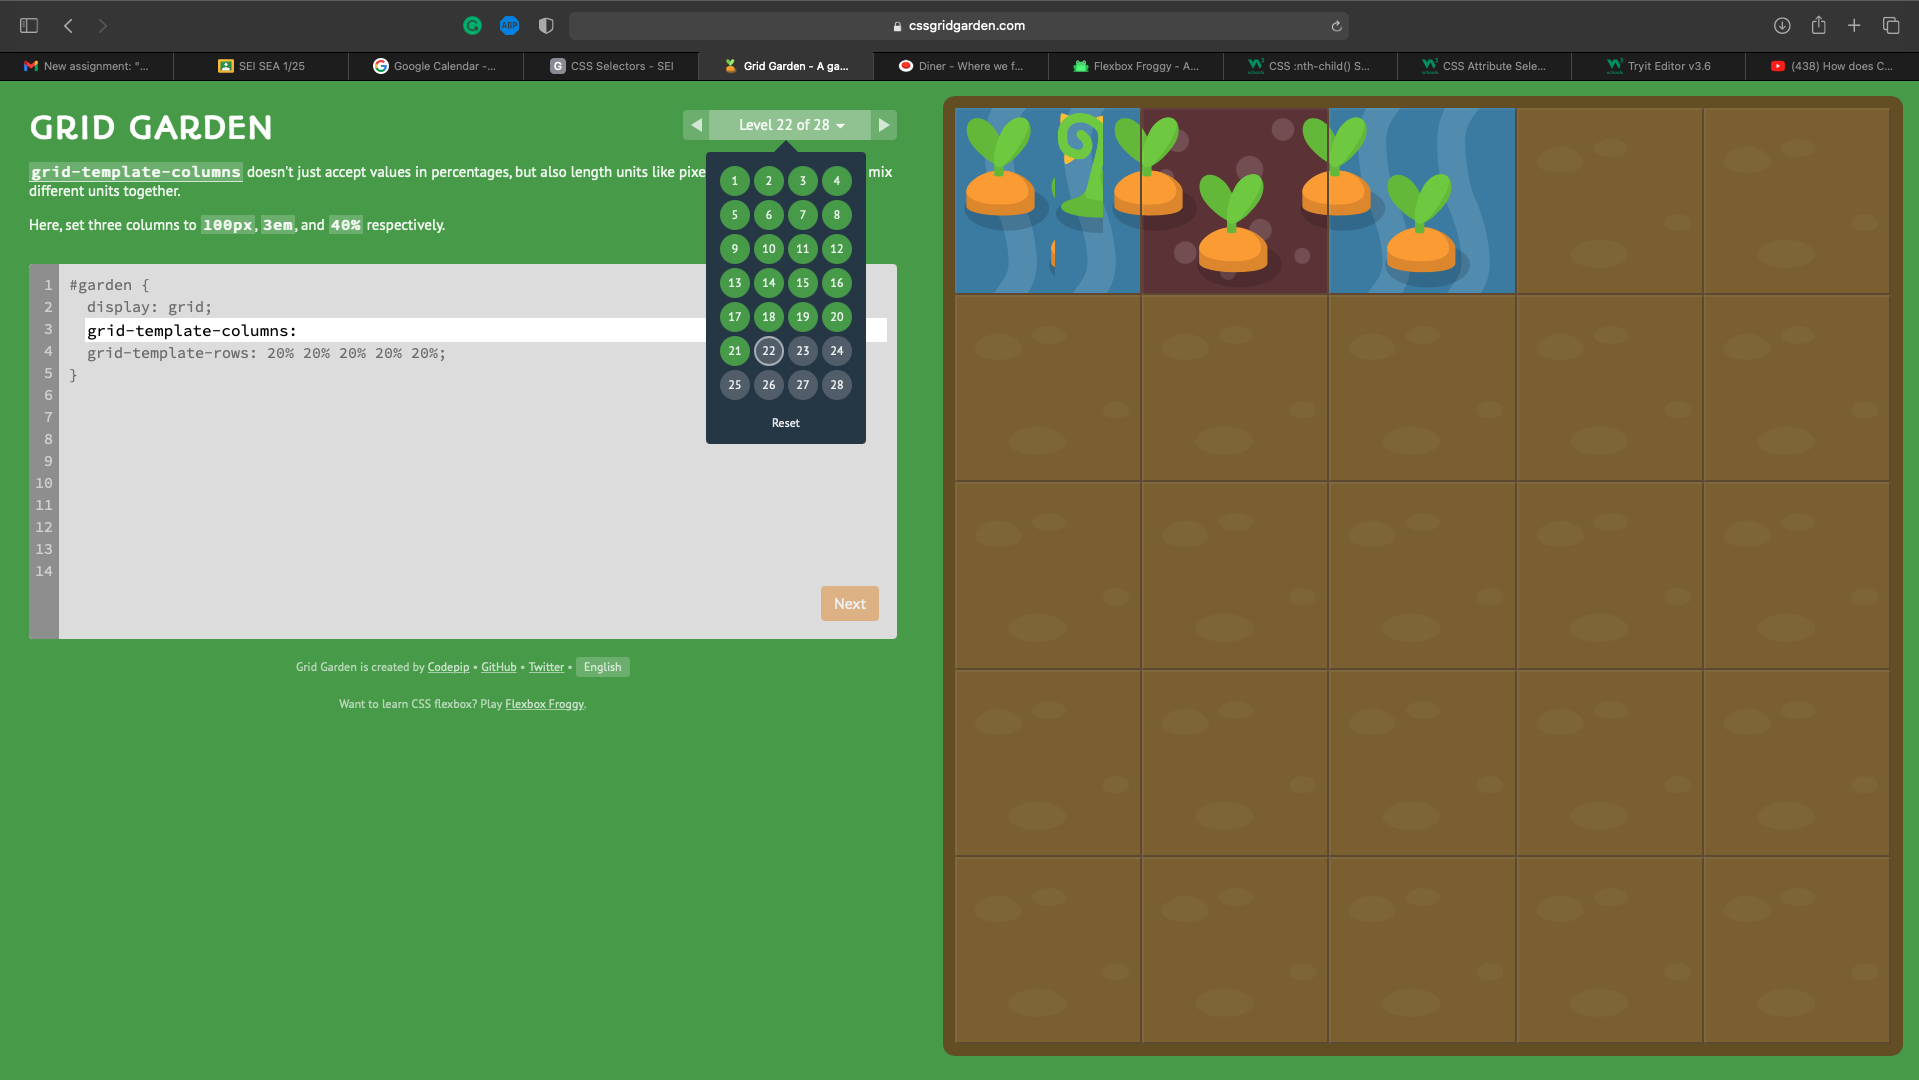 cssgridgarden.com
New assignment: "...
SEI SEA 1/25
Google Calendar -...
CSS Selectors - SEI
Grid Garden - A ga...
Diner - Where we f...
Flexbox Froggy - A...
CSS :nth-child() S...
CSS Attribute Sele...
Tryit Editor v3.6
(438) How does C...
GRID GARDEN
Level 22 of 28
grid-template-columns doesn't just accept values in percentages, but also length units like pixe mix
different units together.
Here, set three columns to 100px, 3em, and 40% respectively.
1 2 3 4
5 6 7 8
9 10 11 12
13 14 15 16
17 18 19 20
21 22 23 24
25 26 27 28
Reset
1 #garden {
2 display: grid;
3 grid-template-columns:
4 grid-template-rows: 20% 20% 20% 20% 20%;
5 }
6
7
8
9
10
11
12
13
14
Next
Grid Garden is created by Codepip • GitHub • Twitter • English
Want to learn CSS flexbox? Play Flexbox Froggy.